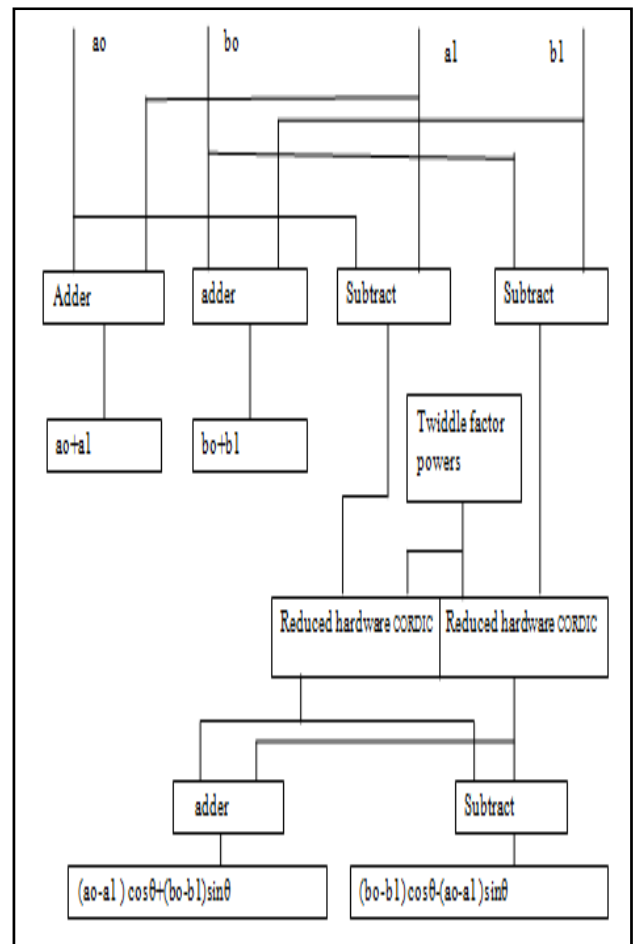 ao
bo
a1
b1
Adder
adder
Subtract
Subtract
ao+a1
bo+b1
Twiddle factor
powers
Reduced hardware CORDIC
Reduced hardware CORDIC
adder
Subtract
(ao-a1 ) cosθ+(bo-b1)sinθ
(bo-b1) cosθ-(ao-a1)sinθ